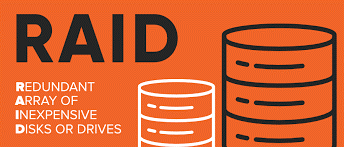 RAID
REDUNDANT
ARRAY OF
INEXPENSIVE
DISKS OR DRIVES